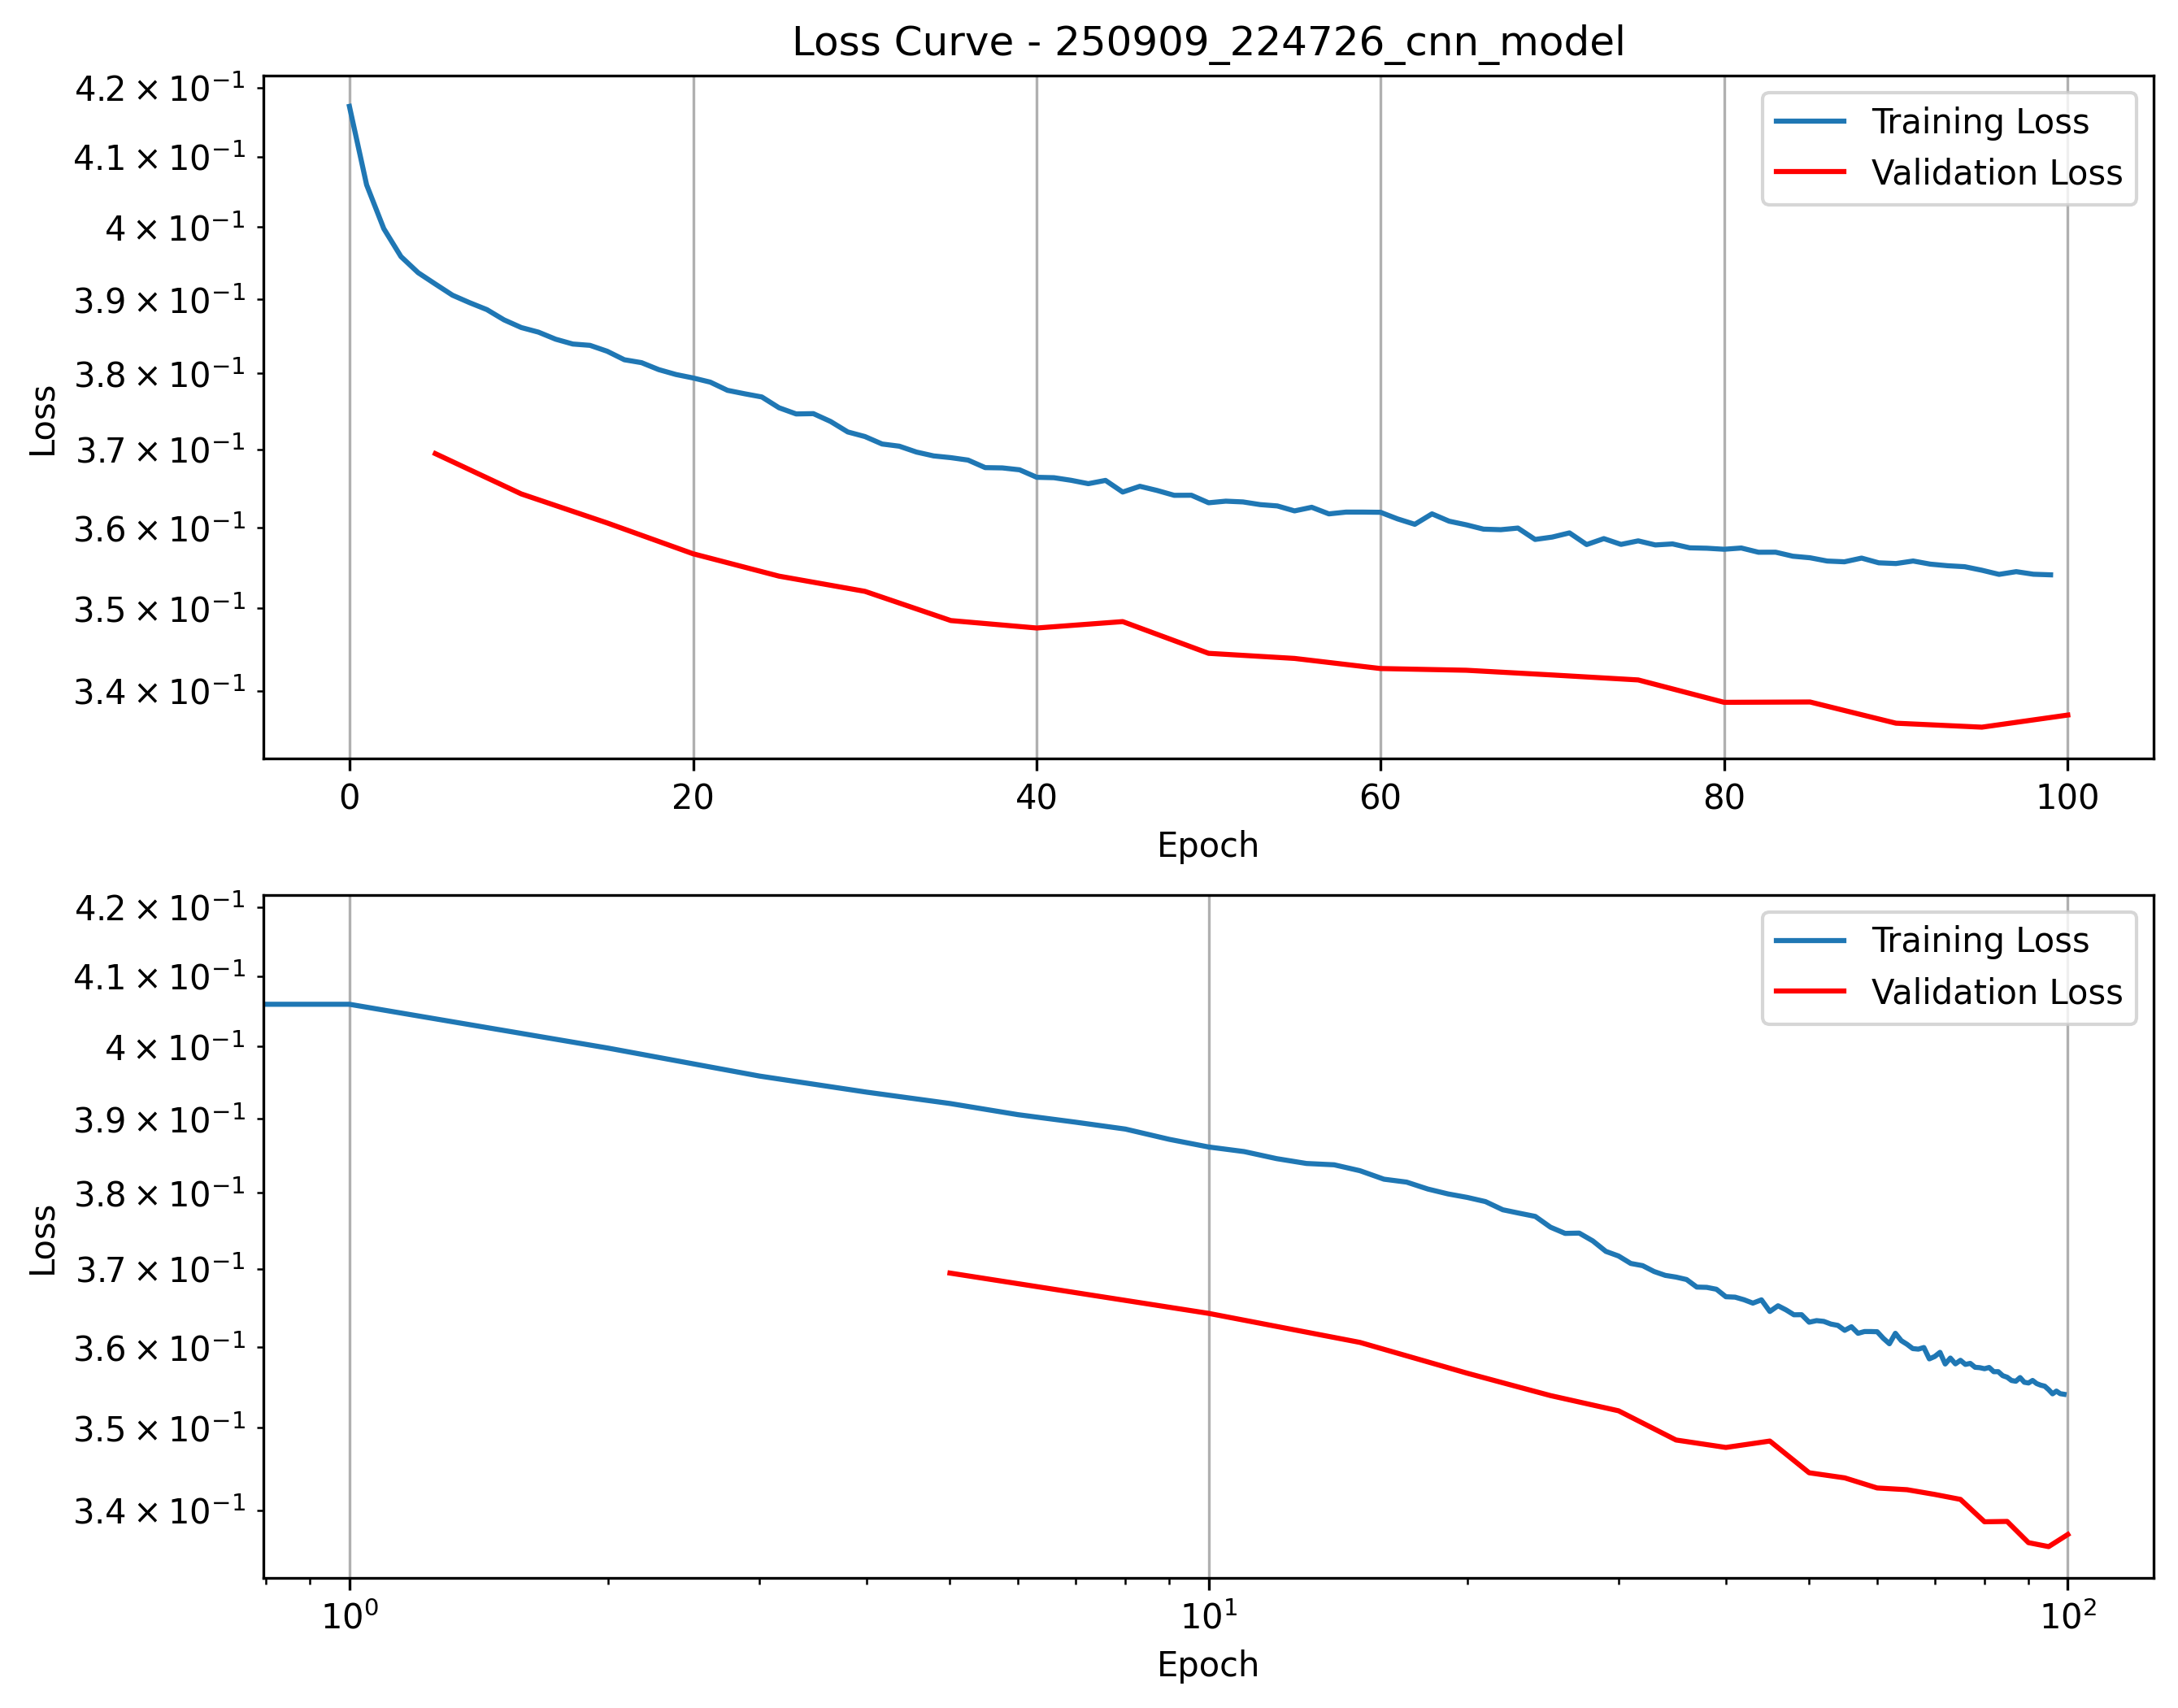 Loss Curve - 250909_224726_cnn_model
4.2 × 10⁻¹
4.1 × 10⁻¹
4 × 10⁻¹
3.9 × 10⁻¹
3.8 × 10⁻¹
3.7 × 10⁻¹
3.6 × 10⁻¹
3.5 × 10⁻¹
3.4 × 10⁻¹
Loss
Training Loss
Validation Loss
0 20 40 60 80 100
Epoch
4.2 × 10⁻¹
4.1 × 10⁻¹
4 × 10⁻¹
3.9 × 10⁻¹
3.8 × 10⁻¹
3.7 × 10⁻¹
3.6 × 10⁻¹
3.5 × 10⁻¹
3.4 × 10⁻¹
Loss
Training Loss
Validation Loss
10⁰ 10¹ 10²
Epoch